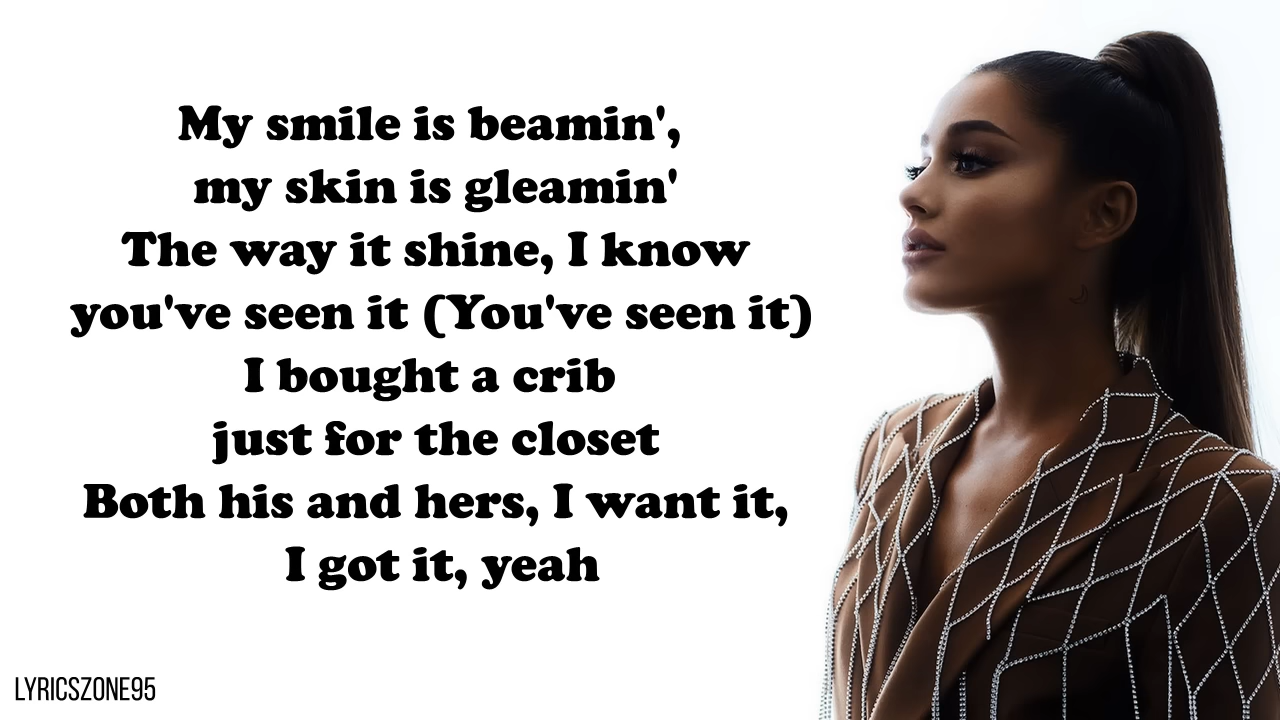 My smile is beamin',
my skin is gleamin'
The way it shine, I know
you've seen it (You've seen it)
I bought a crib
just for the closet
Both his and hers, I want it,
I got it, yeah
LYRICSZONE95